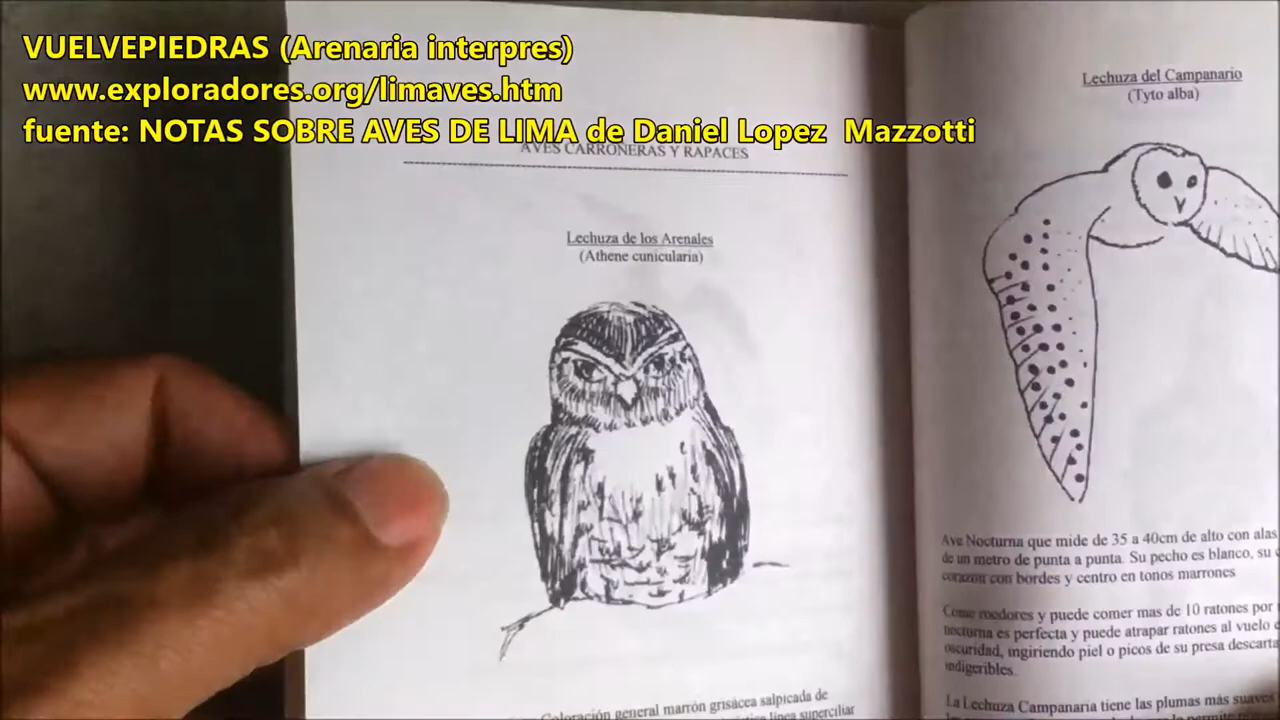 VUELVEPIEDRAS (Arenaria interpres)
www.exploradores.org/limaves.htm
fuente: NOTAS SOBRE AVES DE LIMA de Daniel Lopez Mazzotti
AVES CARROÑERAS Y RAPACES
Lechuza de los Arenales
(Athene cunicularia)
Coloración general marrón grisácea salpicada de
línea superciliar
Lechuza del Campanario
(Tyto alba)
Ave Nocturna que mide de 35 a 40cm de alto con alas
de un metro de punta a punta. Su pecho es blanco, su
corazon con bordes y centro en tonos marrones
Come roedores y puede comer mas de 10 ratones por
nocturna es perfecta y puede atrapar ratones al vuelo
oscuridad, ingiriendo piel o picos de su presa descarta
indigeribles.
La Lechuza Campanaria tiene las plumas más suaves